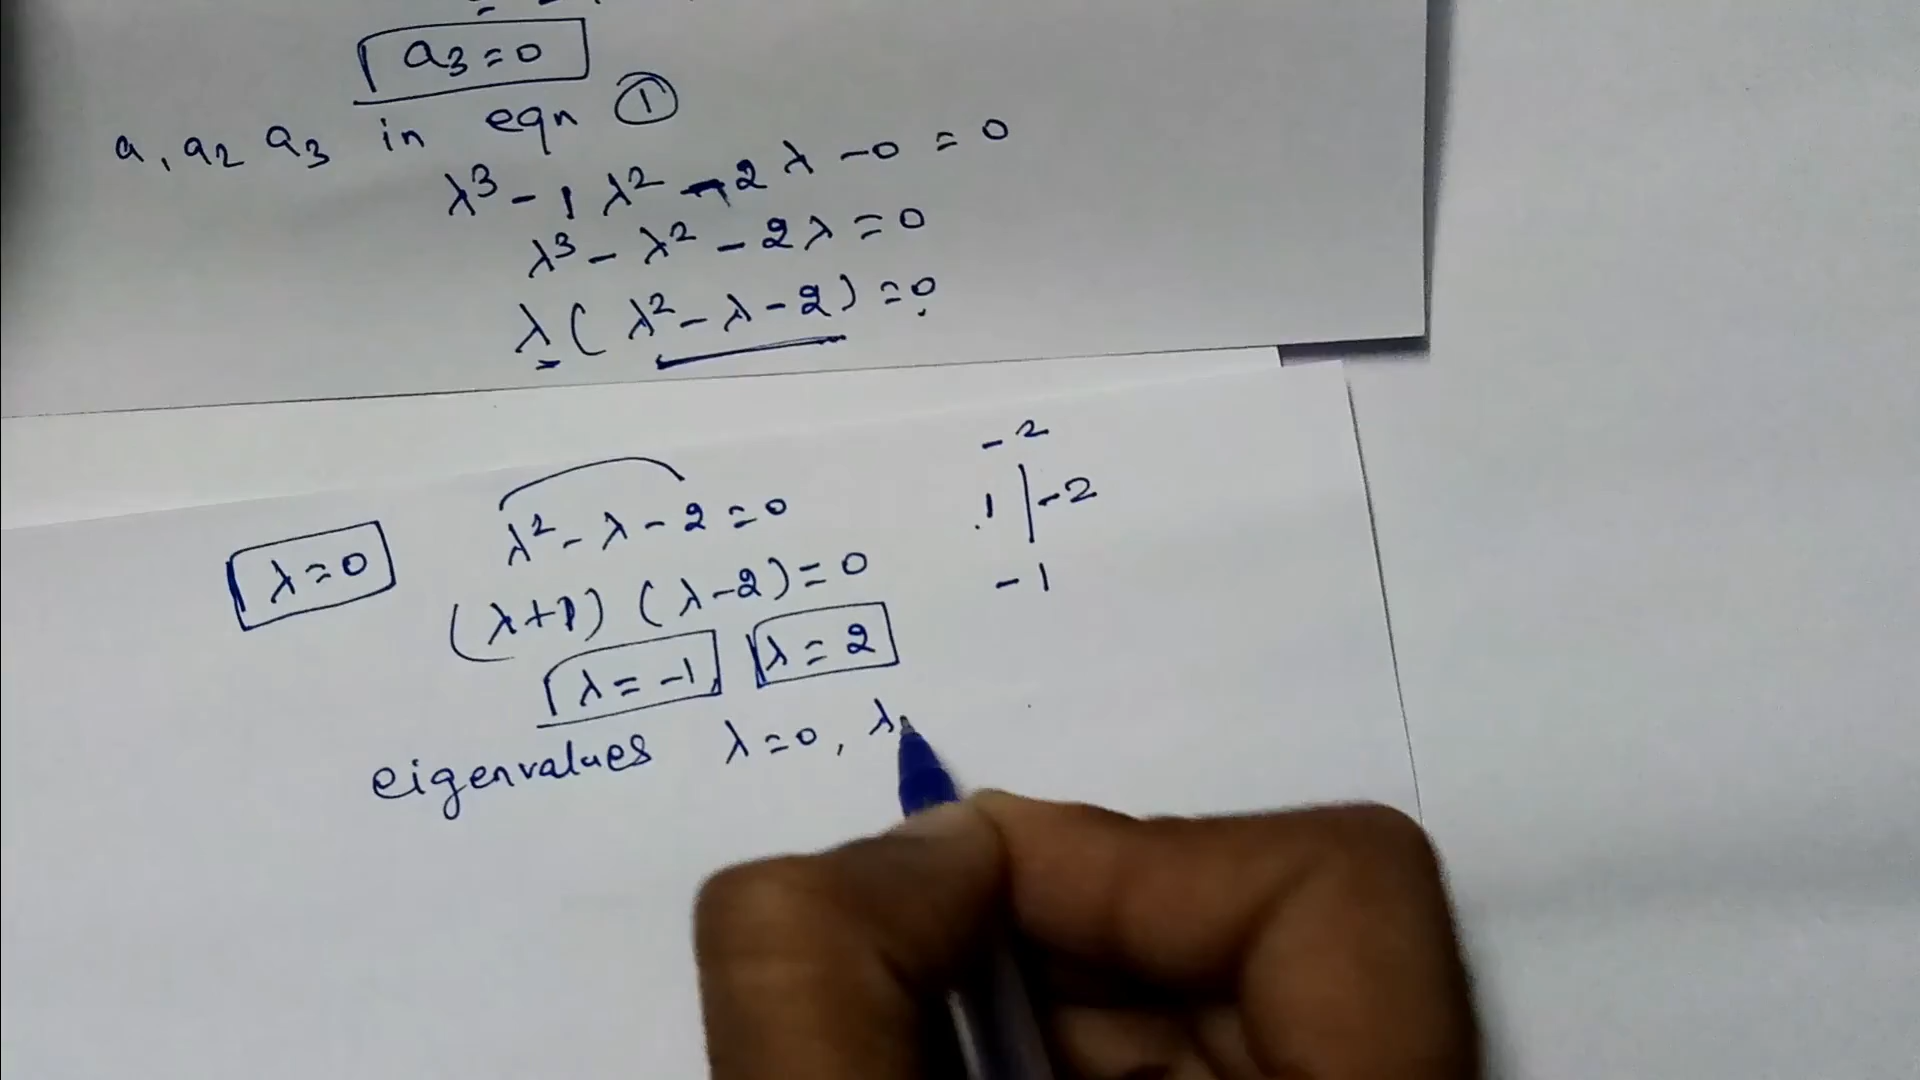 a₃ = 0
a₁ a₂ a₃ in eqn ①
λ³ - 1 λ² - 2 λ - 0 = 0
λ³ - λ² - 2λ = 0
λ ( λ² - λ - 2 ) = 0
- 2
1 | -2
- 1
λ = 0
λ² - λ - 2 = 0
(λ+1) (λ-2) = 0
λ = -1 λ = 2
eigenvalues λ = 0, λ